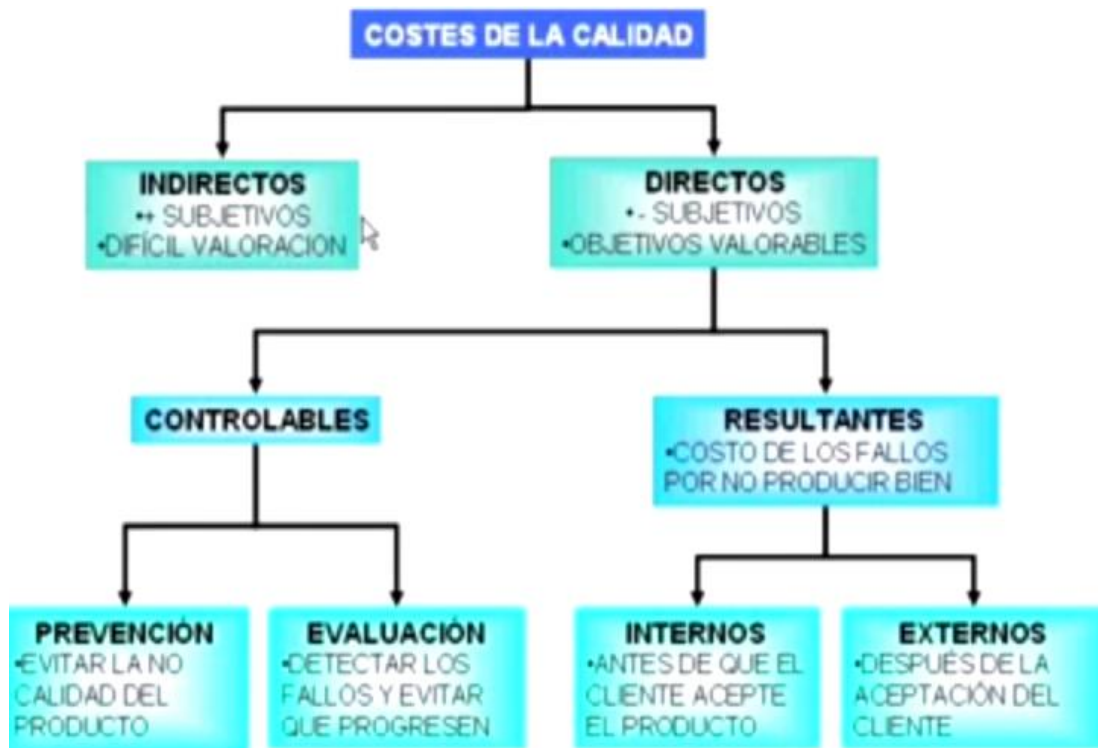 COSTES DE LA CALIDAD
INDIRECTOS
•+ SUBJETIVOS
•DIFÍCIL VALORACION
DIRECTOS
•- SUBJETIVOS
•OBJETIVOS VALORABLES
CONTROLABLES
RESULTANTES
•COSTO DE LOS FALLOS
POR NO PRODUCIR BIEN
PREVENCIÓN
•EVITAR LA NO
CALIDAD DEL
PRODUCTO
EVALUACIÓN
•DETECTAR LOS
FALLOS Y EVITAR
QUE PROGRESEN
INTERNOS
•ANTES DE QUE EL
CLIENTE ACEPTE
EL PRODUCTO
EXTERNOS
•DESPUÉS DE LA
ACEPTACIÓN DEL
CLIENTE